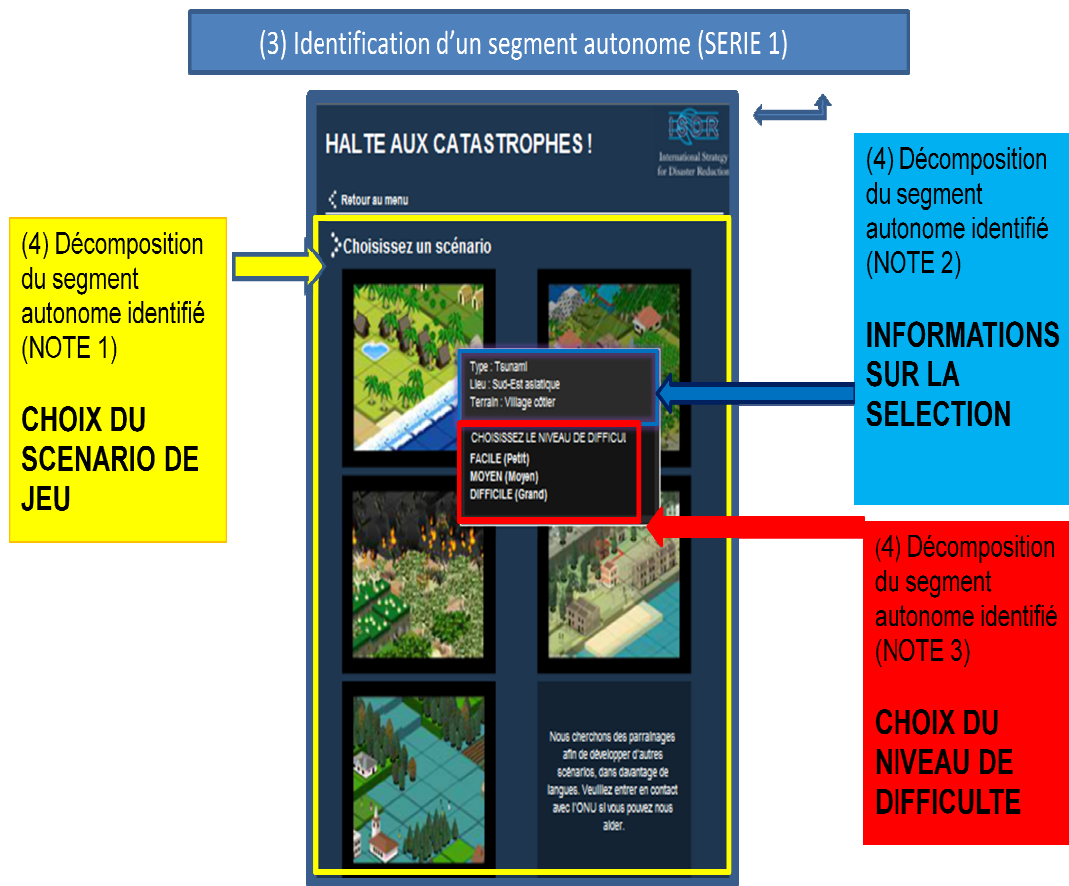 (3) Identification d'un segment autonome (SERIE 1)
HALTE AUX CATASTROPHES !
ISDR
International Strategy
for Disaster Reduction
Retour au menu
Choisissez un scénario
(4) Décomposition
du segment
autonome identifié
(NOTE 1)
CHOIX DU
SCENARIO DE
JEU
Type : Tsunami
Lieu : Sud-Est asiatique
Terrain : Village côtier
CHOISISSEZ LE NIVEAU DE DIFFICUL
FACILE (Petit)
MOYEN (Moyen)
DIFFICILE (Grand)
(4) Décomposition
du segment
autonome identifié
(NOTE 2)
INFORMATIONS
SUR LA
SELECTION
(4) Décomposition
du segment
autonome identifié
(NOTE 3)
CHOIX DU
NIVEAU DE
DIFFICULTE
Nous cherchons des parrainages
afin de développer d'autres
scénarios, dans davantage de
langues. Veuillez entrer en contact
avec l'ONU si vous pouvez nous
aider.